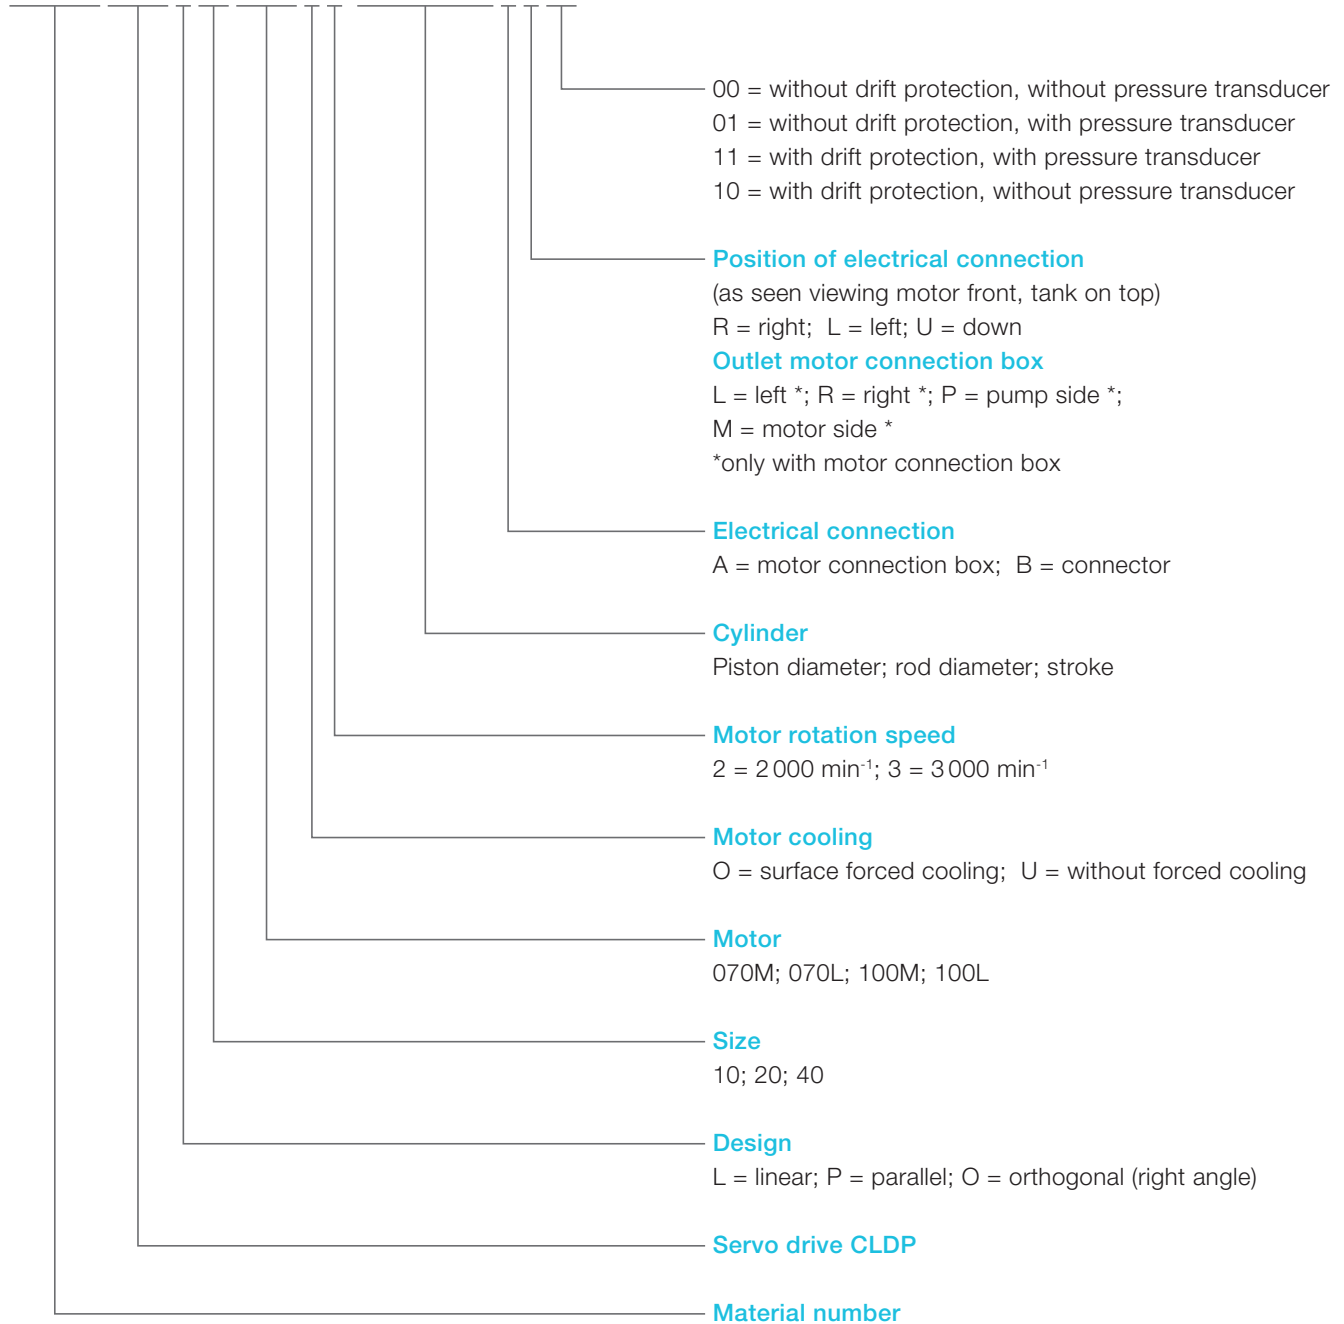 00 = without drift protection, without pressure transducer
01 = without drift protection, with pressure transducer
11 = with drift protection, with pressure transducer
10 = with drift protection, without pressure transducer
Position of electrical connection
(as seen viewing motor front, tank on top)
R = right; L = left; U = down
Outlet motor connection box
L = left *; R = right *; P = pump side *;
M = motor side *
*only with motor connection box
Electrical connection
A = motor connection box; B = connector
Cylinder
Piston diameter; rod diameter; stroke
Motor rotation speed
2 = 2 000 min⁻¹; 3 = 3 000 min⁻¹
Motor cooling
O = surface forced cooling; U = without forced cooling
Motor
070M; 070L; 100M; 100L
Size
10; 20; 40
Design
L = linear; P = parallel; O = orthogonal (right angle)
Servo drive CLDP
Material number